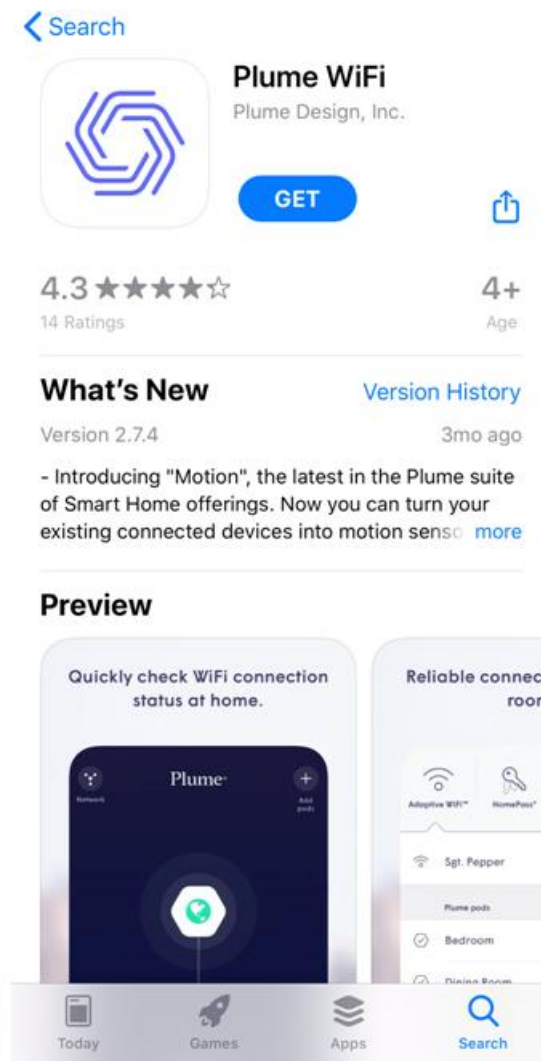 Search
Plume WiFi
Plume Design, Inc.
GET
4.3
4+
14 Ratings
Age
What's New
Version History
Version 2.7.4
3mo ago
- Introducing "Motion", the latest in the Plume suite
of Smart Home offerings. Now you can turn your
existing connected devices into motion senso more
Preview
Quickly check WiFi connection
status at home.
Plume
Network
Add
pods
Reliable connec
roor
Adaptive WiFi™
HomePass®
Sgt. Pepper
Plume pods
Bedroom
Dining Room
Today
Games
Apps
Search